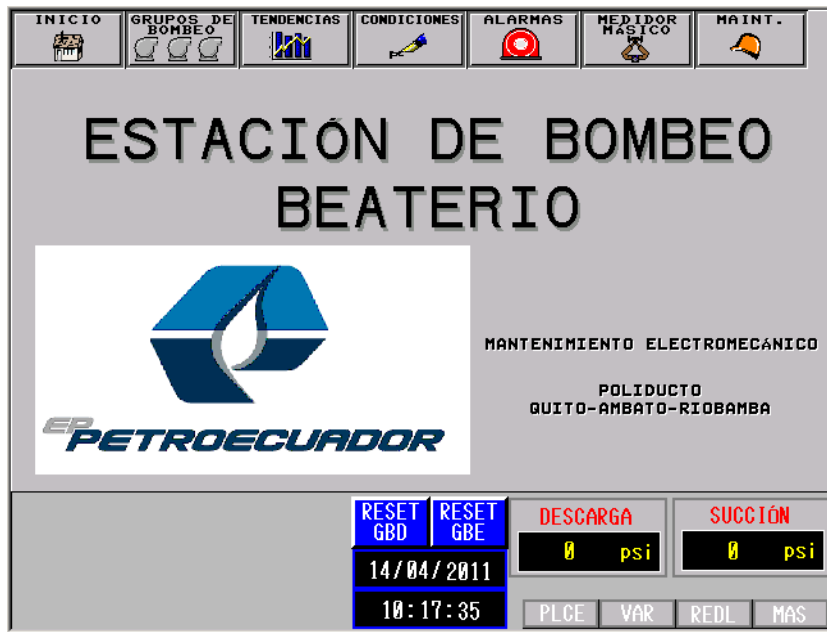 INICIO
GRUPOS DE
BOMBEO
TENDENCIAS
CONDICIONES
ALARMAS
MEDIDOR
MÁSICO
MAINT.
ESTACIÓN DE BOMBEO
BEATERIO
EP
PETROECUADOR
MANTENIMIENTO ELECTROMECÁNICO
POLIDUCTO
QUITO-AMBATO-RIOBAMBA
RESET
GBD
RESET
GBE
14/04/2011
10:17:35
DESCARGA
0 psi
SUCCIÓN
0 psi
PLCE VAR REDL MAS